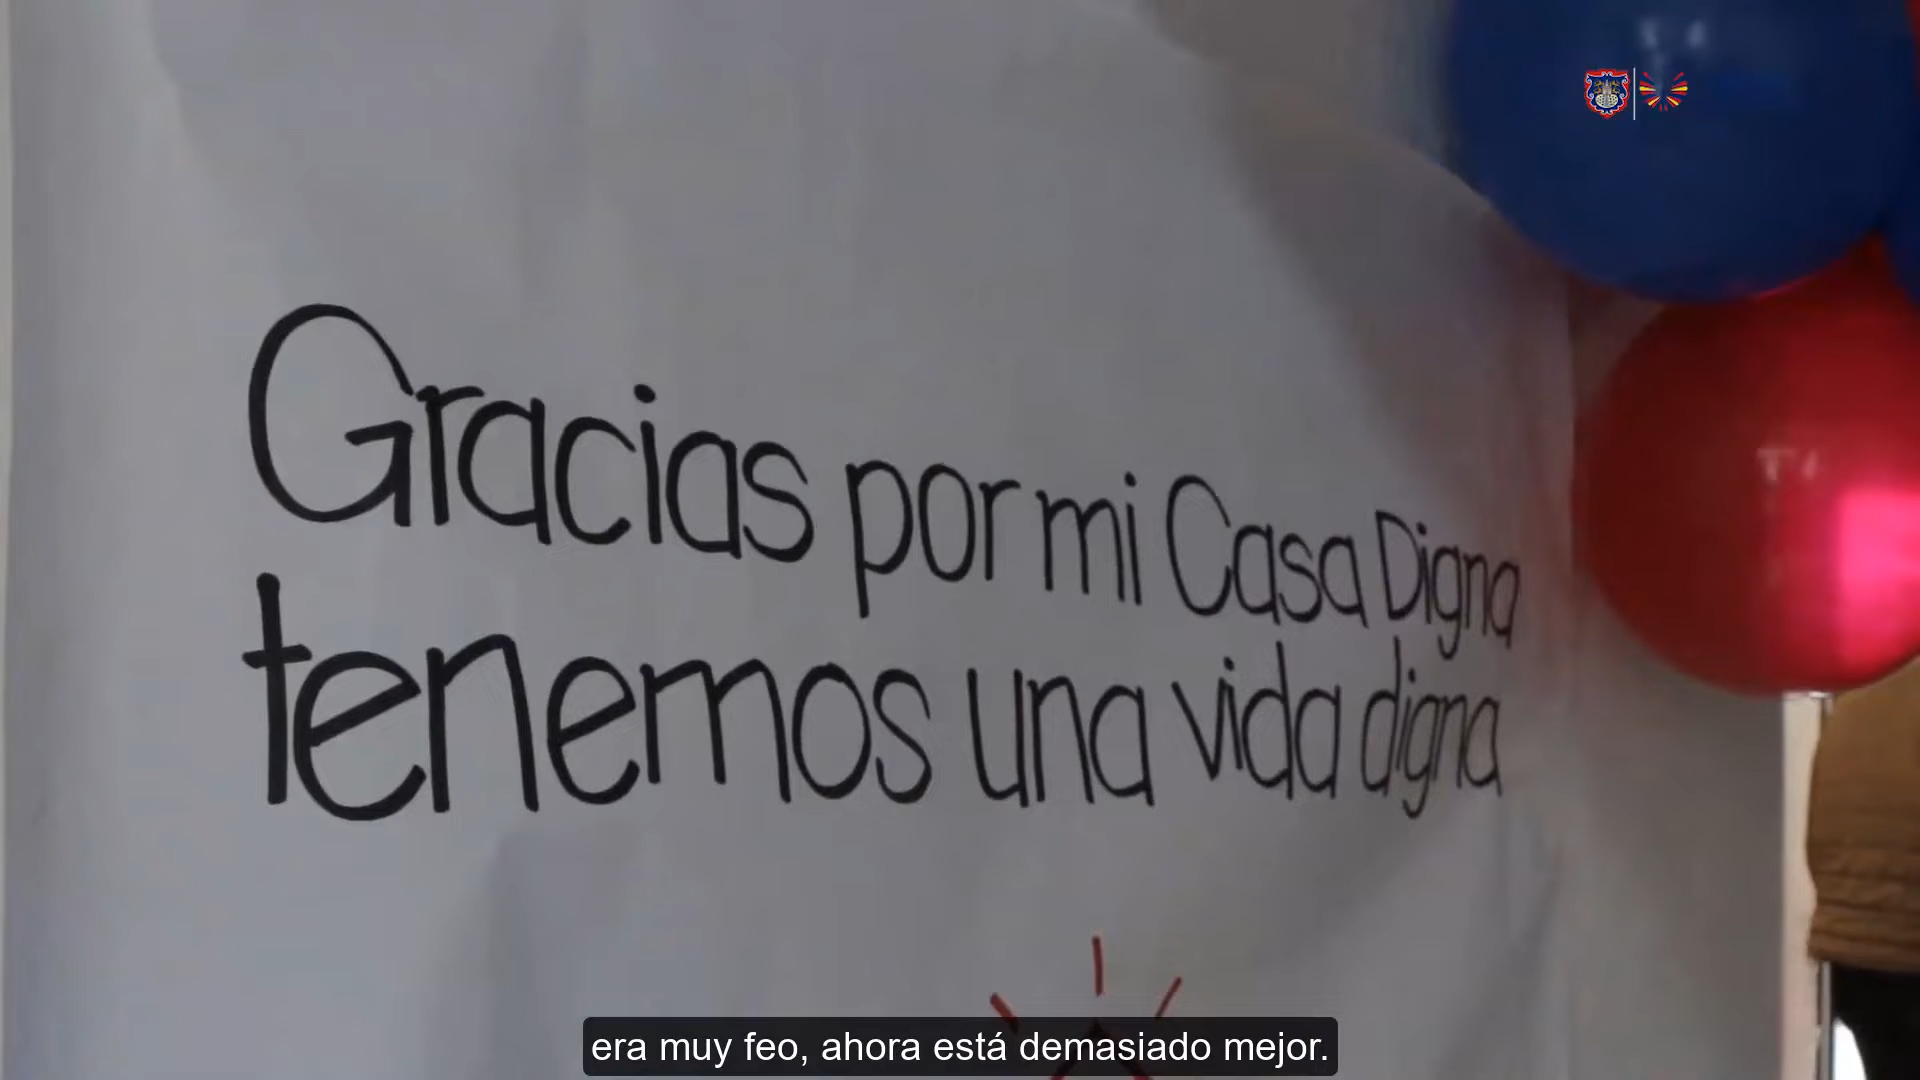 Gracias por mi Casa Digna
tenemos una vida digna
era muy feo, ahora está demasiado mejor.